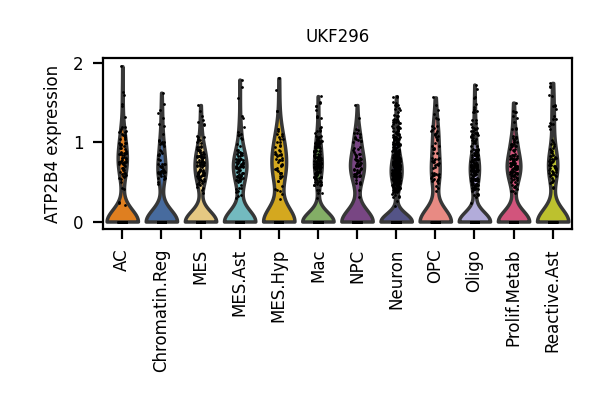 UKF296
ATP2B4 expression
2
1
0
AC
Chromatin.Reg
MES
MES.Ast
MES.Hyp
Mac
NPC
Neuron
OPC
Oligo
Prolif.Metab
Reactive.Ast